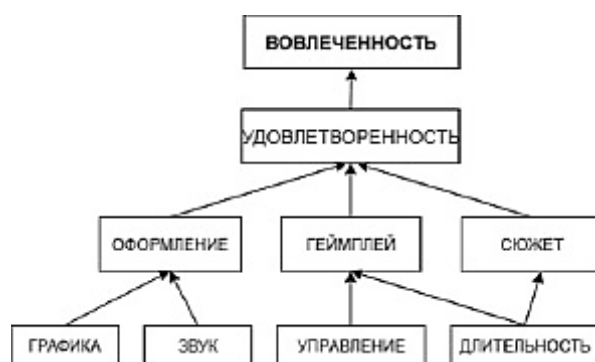 ВОВЛЕЧЕННОСТЬ
УДОВЛЕТВОРЕННОСТЬ
ОФОРМЛЕНИЕ ГЕЙМПЛЕЙ СЮЖЕТ
ГРАФИКА ЗВУК УПРАВЛЕНИЕ ДЛИТЕЛЬНОСТЬ